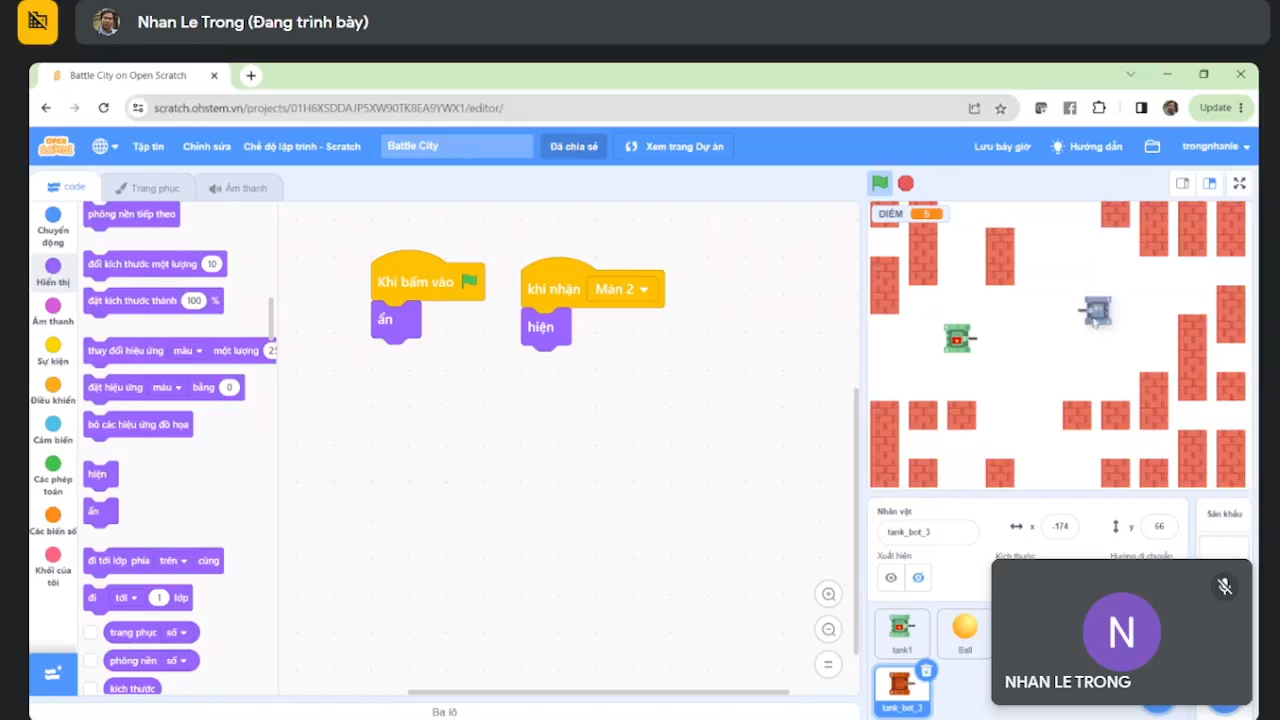 Nhan Le Trong (Đang trình bày)
Battle City on Open Scratch
scratch.ohstem.vn/projects/01H6XSDDAJP5XW90TK8EA9YWX1/editor/
Update
OPEN
Tập tin
Chỉnh sửa
Chế độ lập trình - Scratch
Battle City
Đã chia sẻ
Xem trang Dự án
Lưu bây giờ
Hướng dẫn
trongnhanle
code
Trang phục
Âm thanh
Chuyển động
Hiển thị
Âm thanh
Sự kiện
Điều khiển
Cảm biến
Các phép toán
Các biến số
Khối của tôi
phông nền tiếp theo
đổi kích thước một lượng 10
đặt kích thước thành 100 %
thay đổi hiệu ứng màu một lượng 25
đặt hiệu ứng màu bằng 0
bỏ các hiệu ứng đồ họa
hiện
ẩn
đi tới lớp phía trên cùng
đi tới 1 lớp
trang phục số
phông nền số
kích thước
Khi bấm vào
ẩn
khi nhận Màn 2
hiện
Ba lô
ĐIỂM 5
Nhân vật
tank_bot_3
x -174
y 66
Xuất hiện
Kích thước
Hướng di chuyển
Sân khấu
tank1
Ball
tank_bot_3
N
NHAN LE TRONG